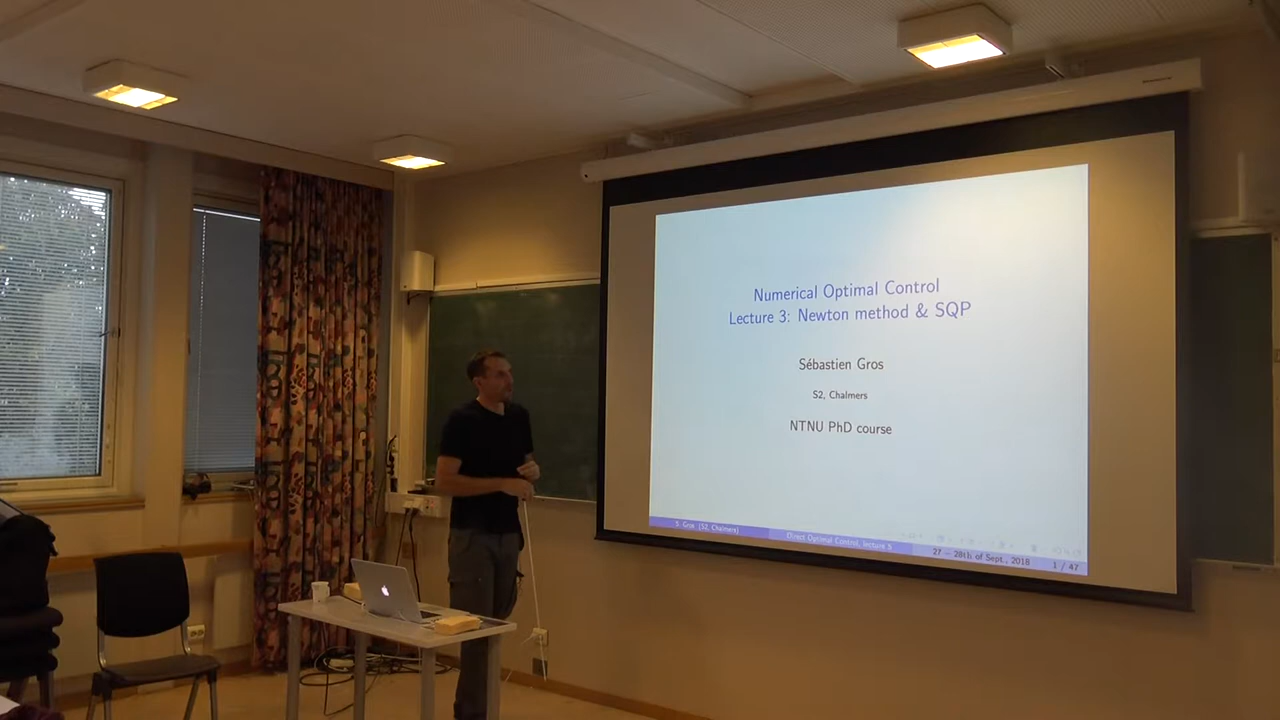 Numerical Optimal Control
Lecture 3: Newton method & SQP
Sébastien Gros
S2, Chalmers
NTNU PhD course
S. Gros (S2, Chalmers)
Direct Optimal Control, lecture 5
27 – 28th of Sept., 2018
1 / 47